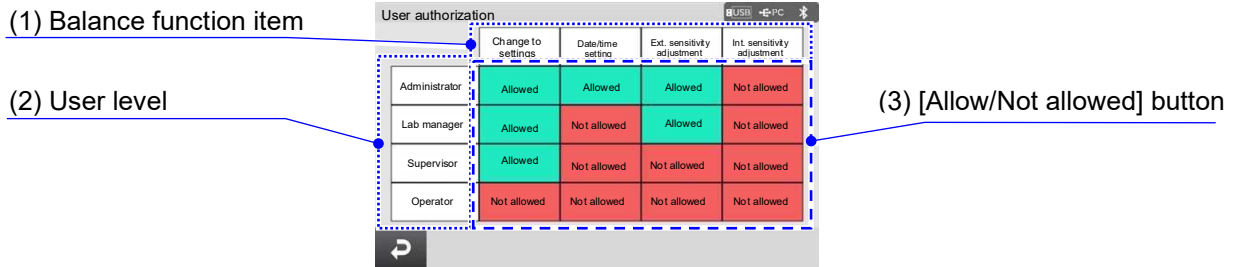 (1) Balance function item
(2) User level
User authorization
USB PC
Change to settings
Date/time setting
Ext. sensitivity adjustment
Int. sensitivity adjustment
Administrator Allowed Allowed Allowed Not allowed
Lab manager Allowed Not allowed Allowed Not allowed
Supervisor Allowed Not allowed Not allowed Not allowed
Operator Not allowed Not allowed Not allowed Not allowed
(3) [Allow/Not allowed] button